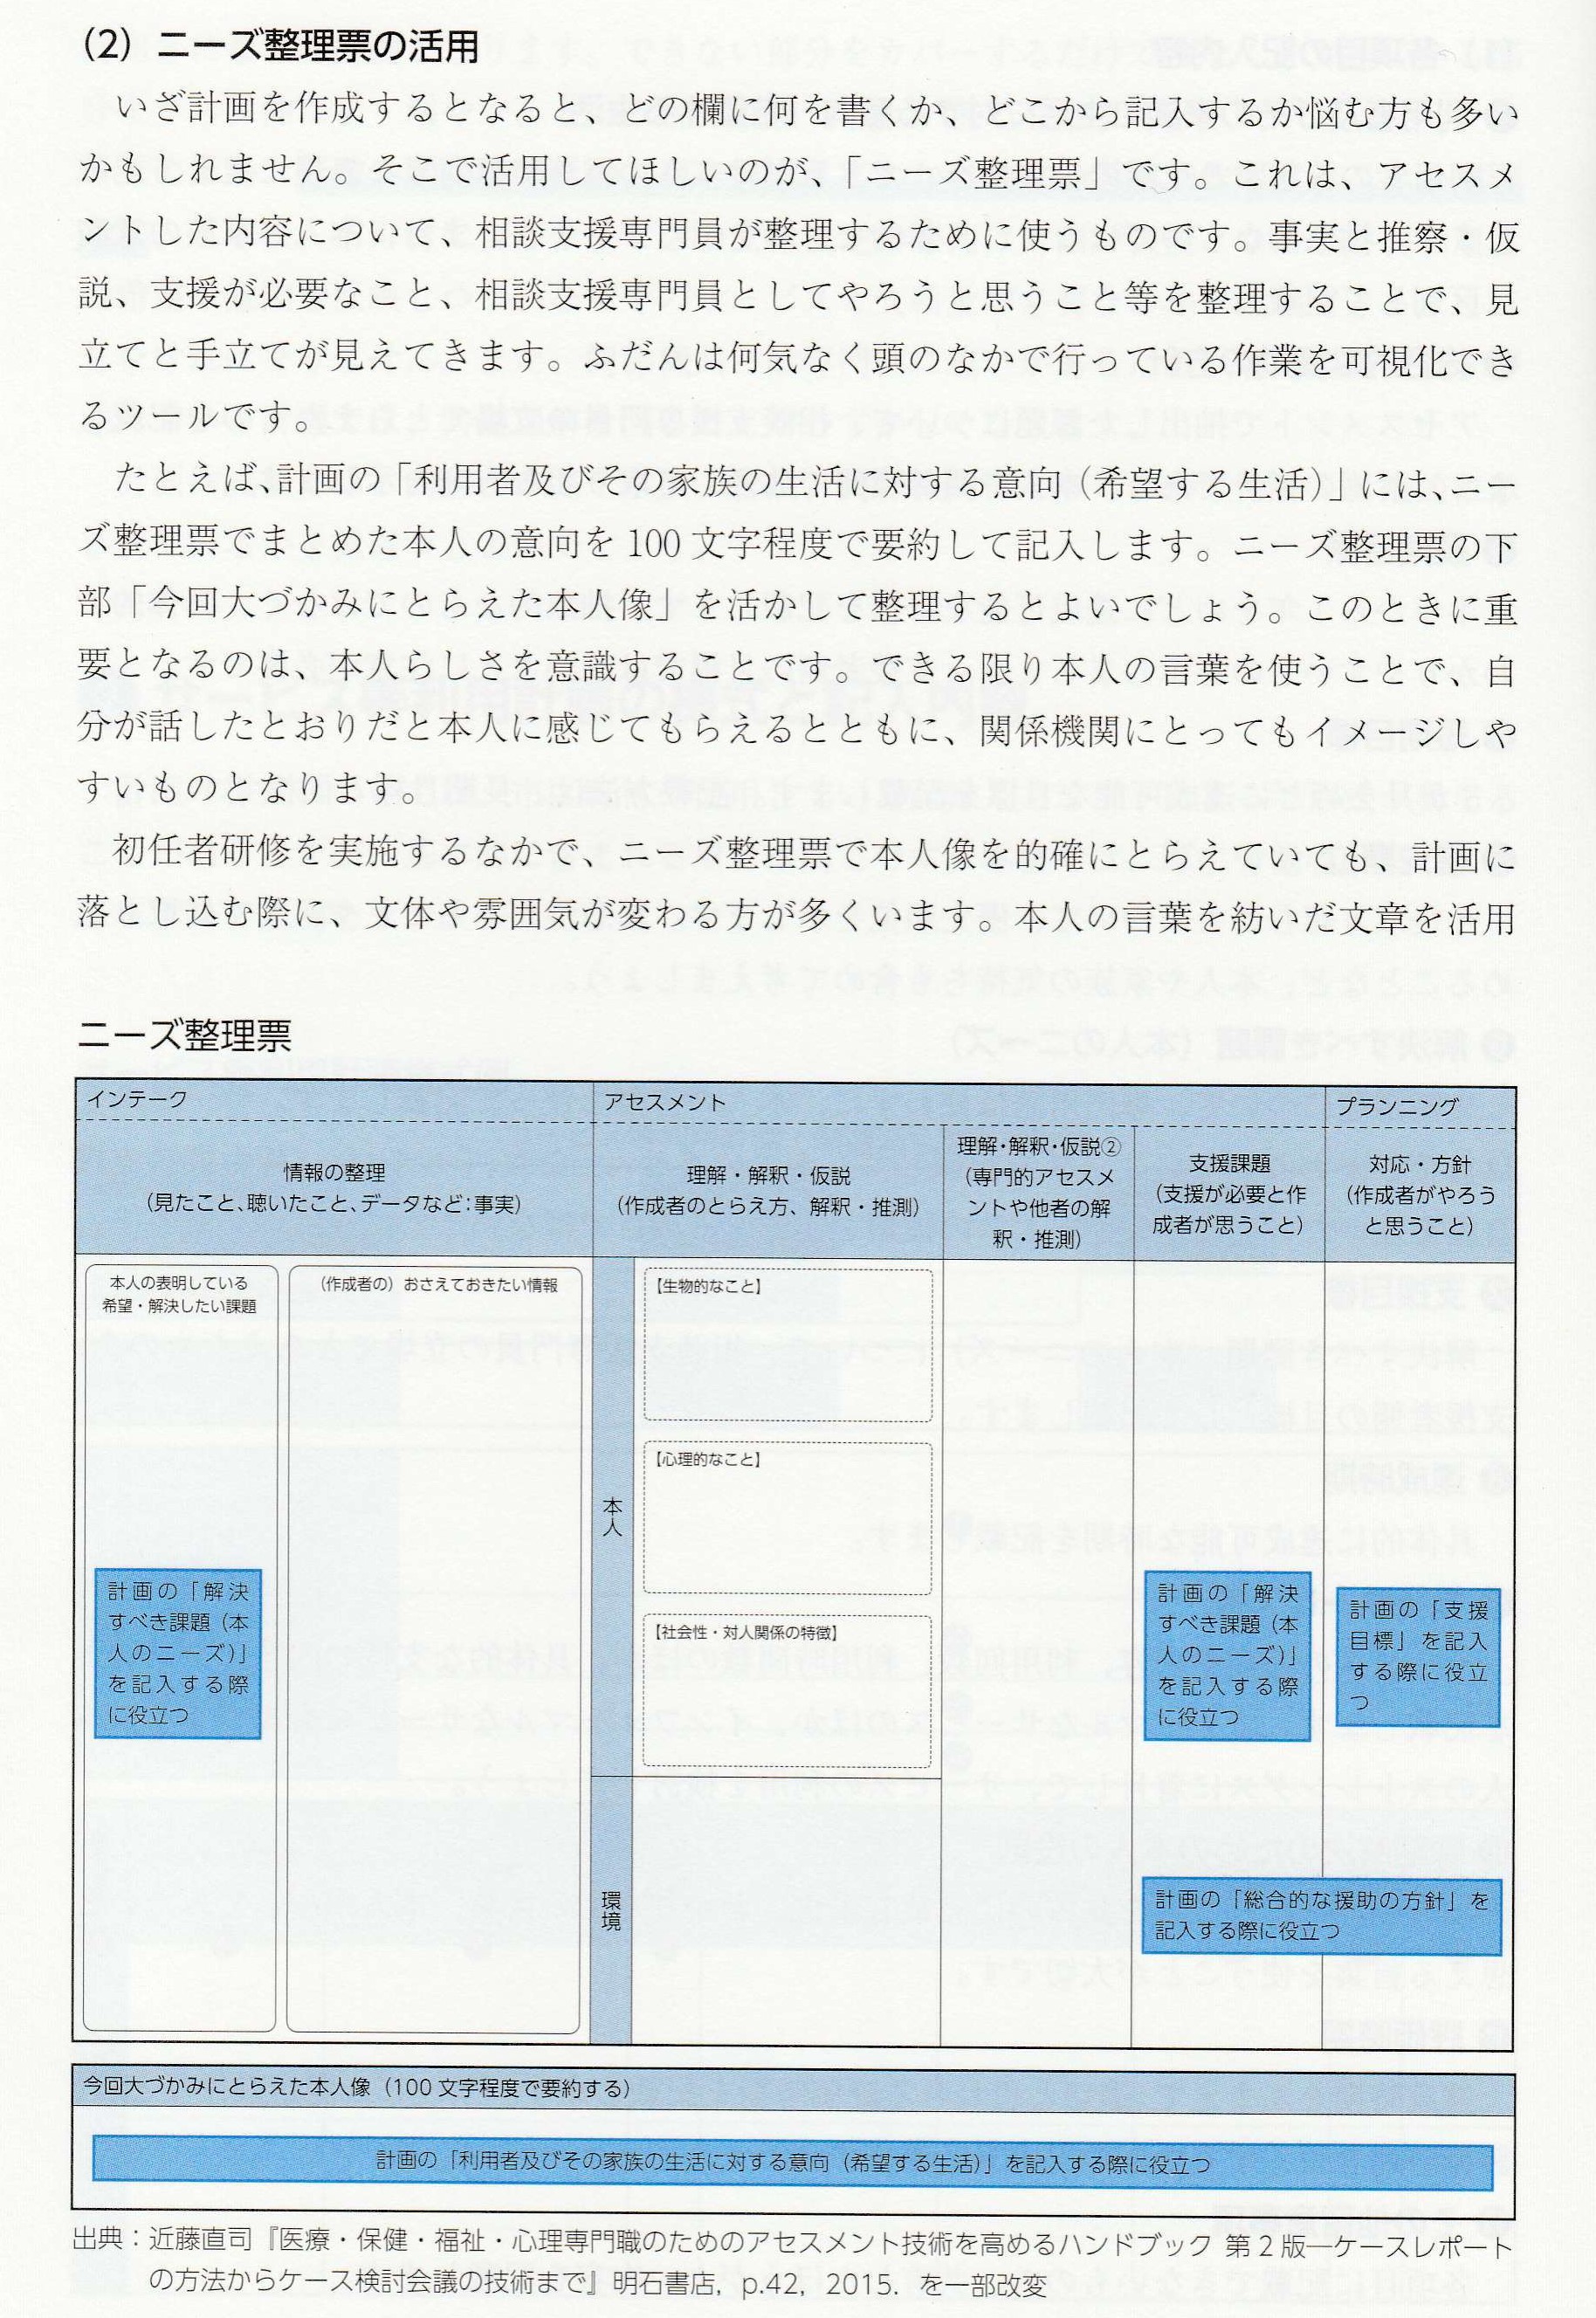 (2) ニーズ整理票の活用
いざ計画を作成するとなると、どの欄に何を書くか、どこから記入するか悩む方も多い
かもしれません。そこで活用してほしいのが、「ニーズ整理票」です。これは、アセスメ
ントした内容について、相談支援専門員が整理するために使うものです。事実と推察・仮
説、支援が必要なこと、相談支援専門員としてやろうと思うこと等を整理することで、見
立てと手立てが見えてきます。ふだんは何気なく頭のなかで行っている作業を可視化でき
るツールです。
たとえば、計画の「利用者及びその家族の生活に対する意向(希望する生活)」には、ニー
ズ整理票でまとめた本人の意向を 100 文字程度で要約して記入します。ニーズ整理票の下
部「今回大づかみにとらえた本人像」を活かして整理するとよいでしょう。このときに重
要となるのは、本人らしさを意識することです。できる限り本人の言葉を使うことで、自
分が話したとおりだと本人に感じてもらえるとともに、関係機関にとってもイメージしや
すいものとなります。
初任者研修を実施するなかで、ニーズ整理票で本人像を的確にとらえていても、計画に
落とし込む際に、文体や雰囲気が変わる方が多くいます。本人の言葉を紡いだ文章を活用
ニーズ整理票
インテーク
アセスメント
プランニング
情報の整理
(見たこと、聴いたこと、データなど:事実)
理解・解釈・仮説
(作成者のとらえ方、解釈・推測)
理解・解釈・仮説②
(専門的アセスメ
ントや他者の解
釈・推測)
支援課題
(支援が必要と作
成者が思うこと)
対応・方針
(作成者がやろう
と思うこと)
本人の表明している
希望・解決したい課題
(作成者の)おさえておきたい情報
本人
【生物的なこと】
【心理的なこと】
【社会性・対人関係の特徴】
環境
計画の「解決
すべき課題(本
人のニーズ)」
を記入する際
に役立つ
計画の「解決
すべき課題(本
人のニーズ)」
を記入する際
に役立つ
計画の「支援
目標」を記入
する際に役立
つ
計画の「総合的な援助の方針」を
記入する際に役立つ
今回大づかみにとらえた本人像(100 文字程度で要約する)
計画の「利用者及びその家族の生活に対する意向(希望する生活)」を記入する際に役立つ
出典:近藤直司『医療・保健・福祉・心理専門職のためのアセスメント技術を高めるハンドブック 第2版─ケースレポート
の方法からケース検討会議の技術まで』明石書店, p.42, 2015. を一部改変